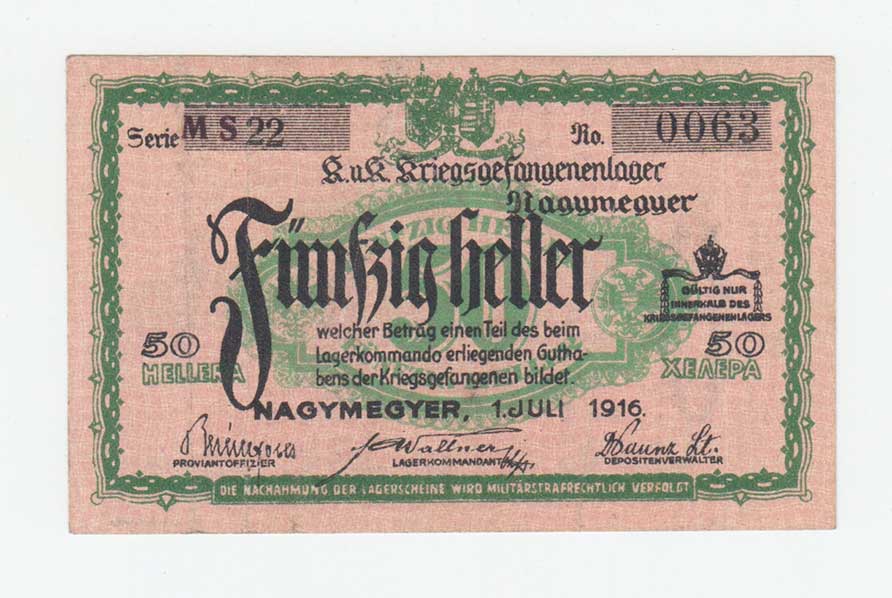 Serie MS22 No. 0063
K.u.K. Kriegsgefangenenlager
Nagymegyer
Fünfzig Heller
GÜLTIG NUR
INNERHALB DES
KRIEGSGEFANGENENLAGERS
welcher Betrag einen Teil des beim
Lagerkommando erliegenden Gutha-
bens der Kriegsgefangenen bildet.
50
HELLERA
50
ХЕЛЕРА
NAGYMEGYER, 1. JULI 1916.
Wallner
PROVIANTOFFIZIER
LAGERKOMMANDANT
DEPOSITENVERWALTER
DIE NACHAHMUNG DER LAGERSCHEINE WIRD MILITÄRSTRAFRECHTLICH VERFOLGT